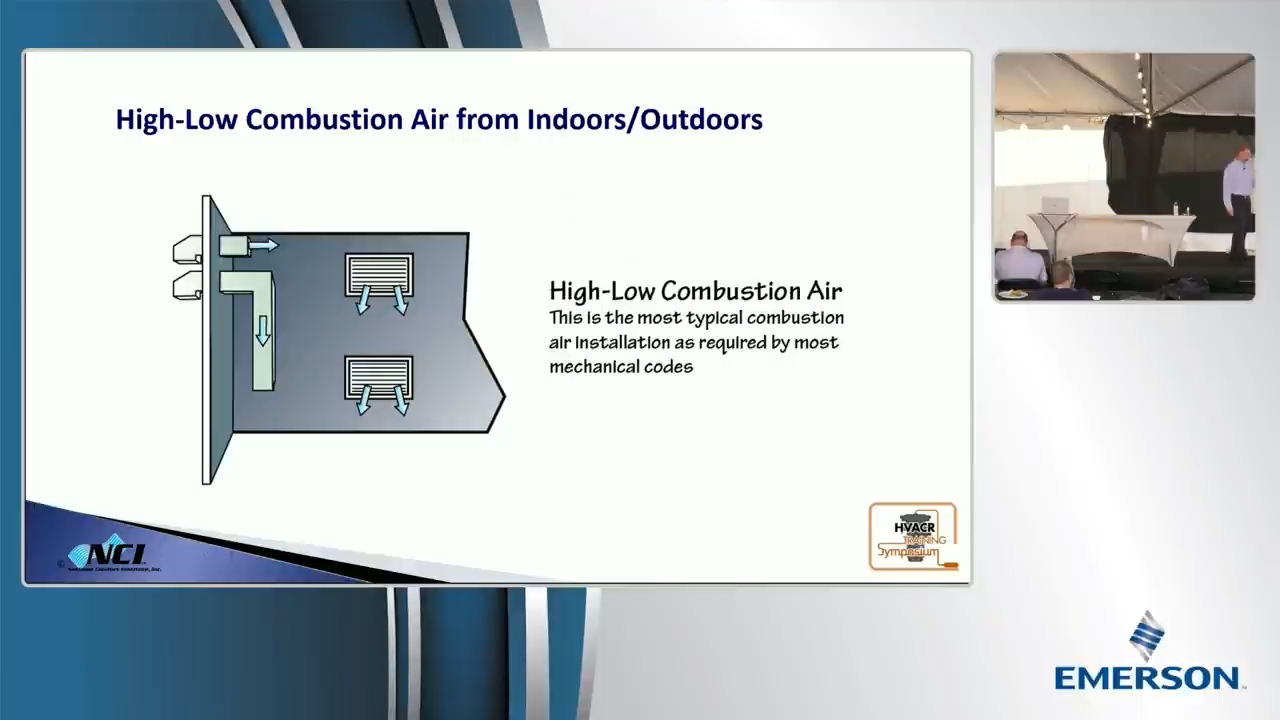 High-Low Combustion Air from Indoors/Outdoors
High-Low Combustion Air
This is the most typical combustion
air installation as required by most
mechanical codes
© NCI
HVACR
TRAINING
Symposium
EMERSON